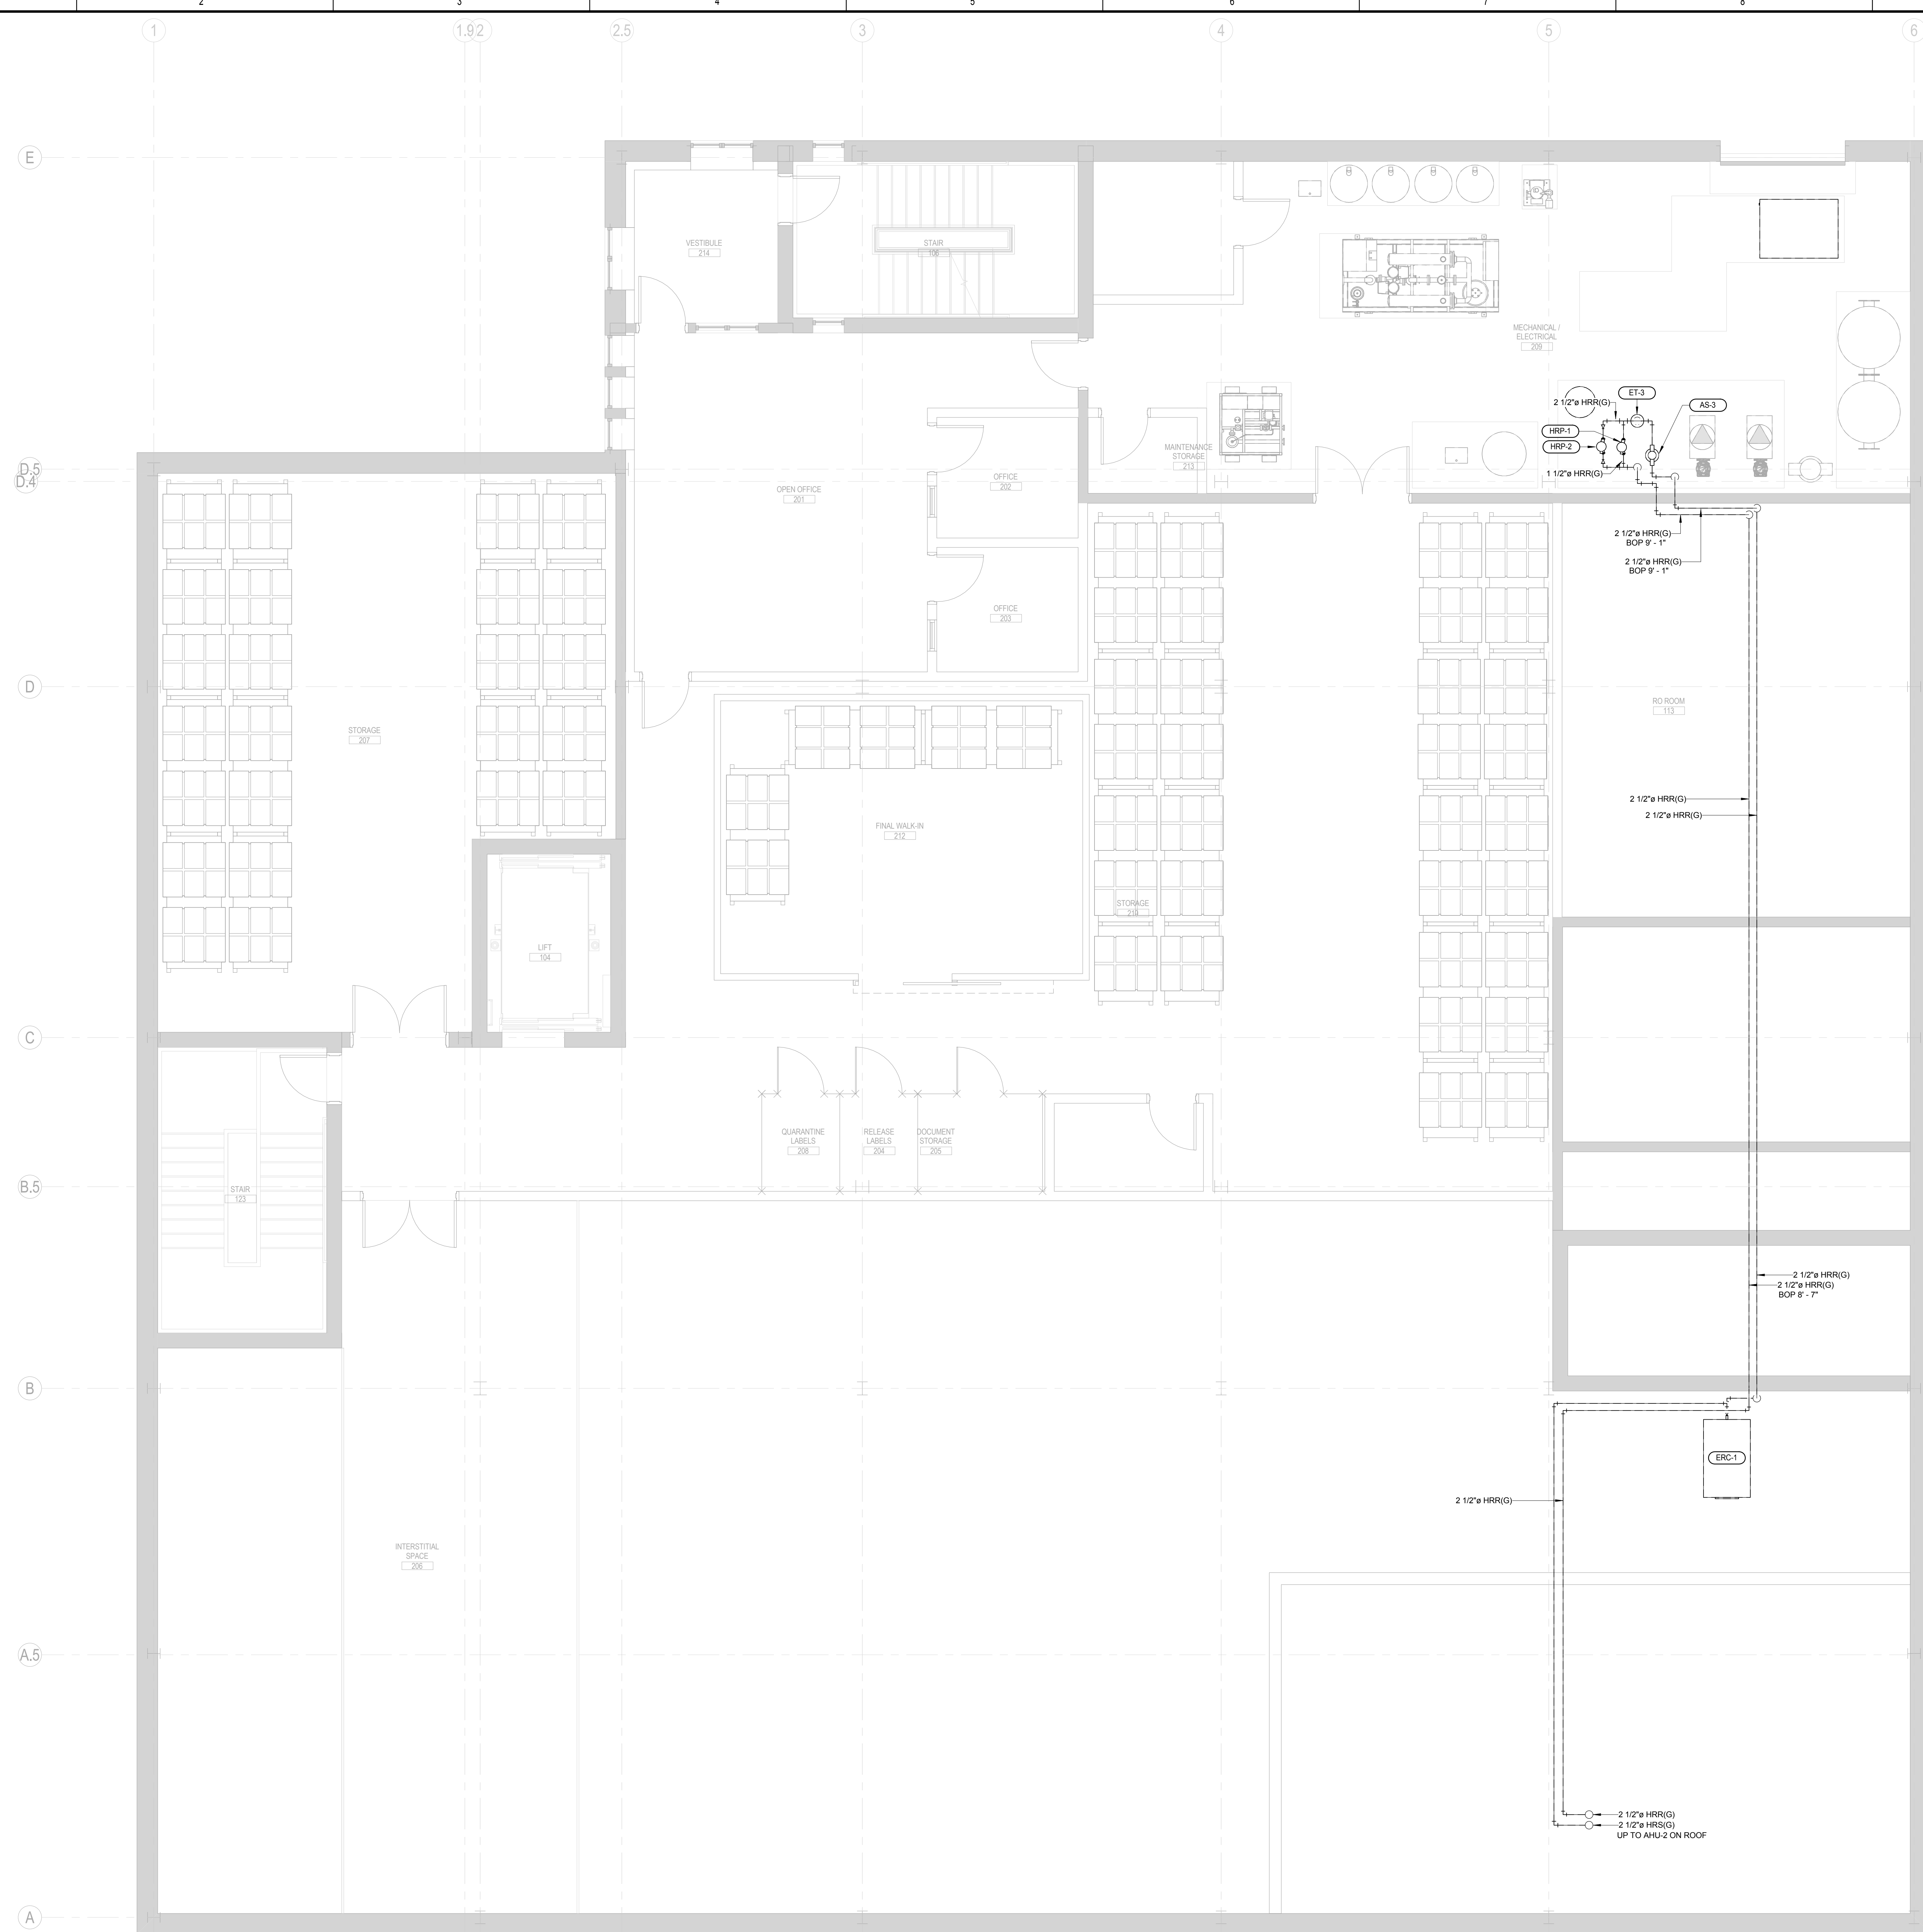 2 3 4 5 6 7 8
1 1.9 2 2.5 3 4 5 6
E
VESTIBULE
214
STAIR
MECHANICAL /
ELECTRICAL
209
2 1/2"ø HRR(G)
ET-3
AS-3
HRP-1
HRP-2
1 1/2"ø HRR(G)
D.5
D.4
MAINTENANCE
STORAGE
213
OPEN OFFICE
201
OFFICE
202
2 1/2"ø HRR(G)
BOP 9' - 1"
2 1/2"ø HRR(G)
BOP 9' - 1"
OFFICE
203
D
RO ROOM
113
STORAGE
207
2 1/2"ø HRR(G)
2 1/2"ø HRR(G)
FINAL WALK-IN
212
STORAGE
219
LIFT
104
C
QUARANTINE
LABELS
208
RELEASE
LABELS
204
DOCUMENT
STORAGE
205
B.5
STAIR
123
2 1/2"ø HRR(G)
2 1/2"ø HRR(G)
BOP 8' - 7"
B
ERC-1
2 1/2"ø HRR(G)
INTERSTITIAL
SPACE
206
A.5
2 1/2"ø HRR(G)
2 1/2"ø HRS(G)
UP TO AHU-2 ON ROOF
A